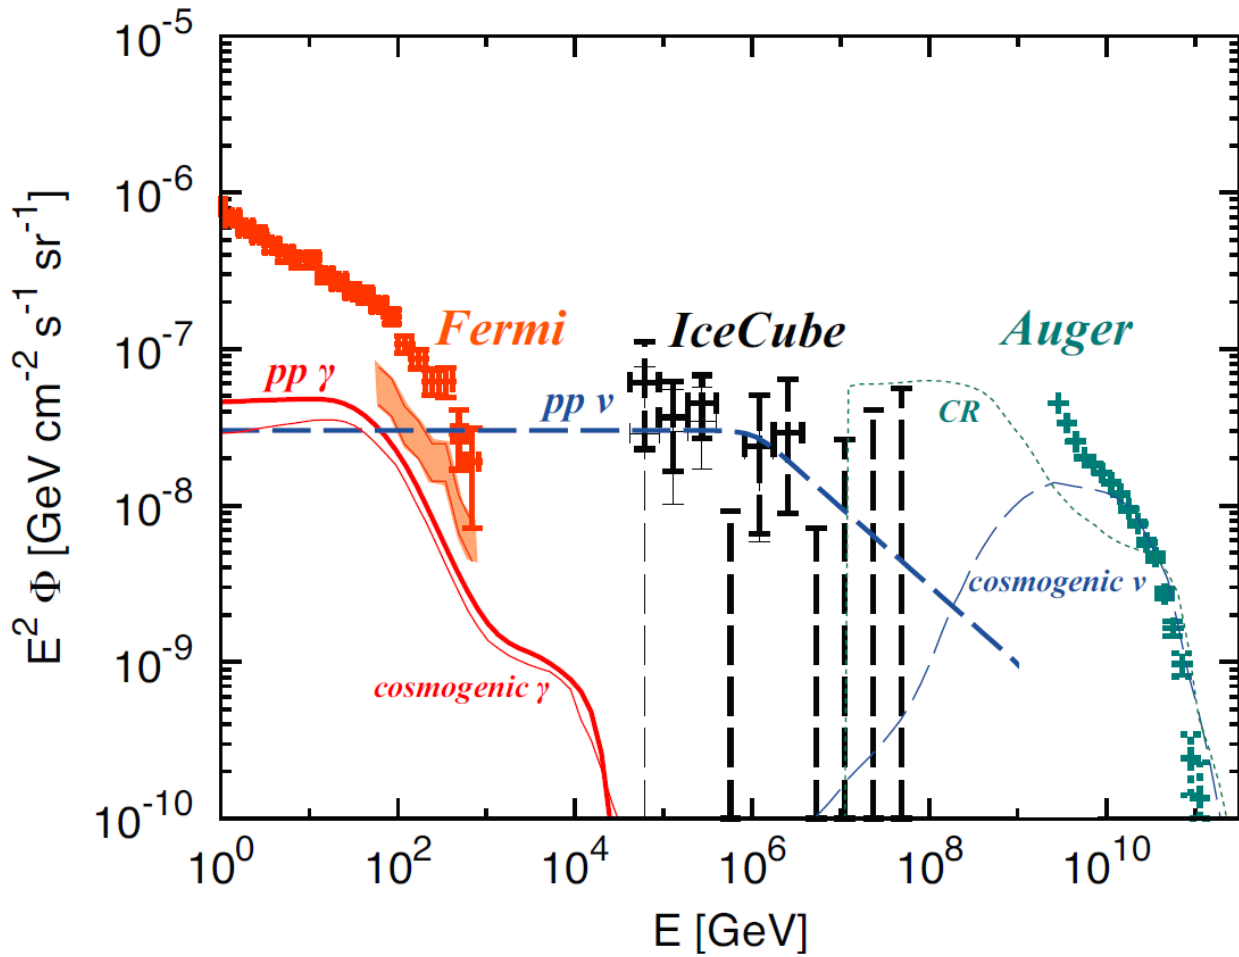 10⁻⁵
10⁻⁶
10⁻⁷
10⁻⁸
10⁻⁹
10⁻¹⁰
E² Φ [GeV cm⁻² s⁻¹ sr⁻¹]
Fermi
IceCube
Auger
pp γ
pp ν
CR
cosmogenic ν
cosmogenic γ
10⁰ 10² 10⁴ 10⁶ 10⁸ 10¹⁰
E [GeV]